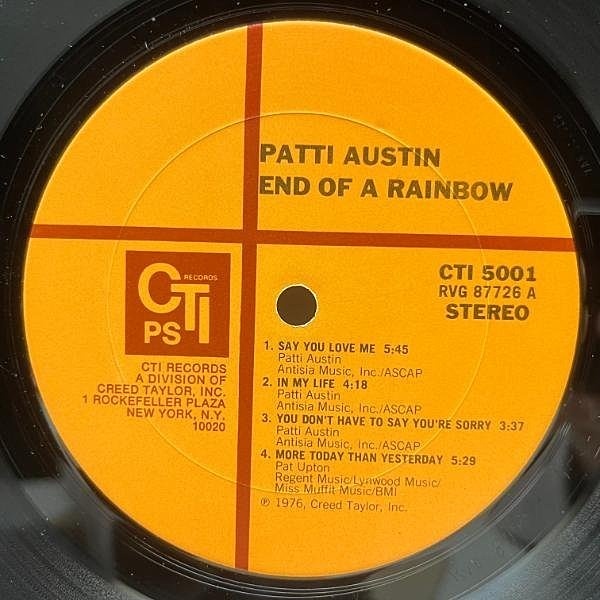 PATTI AUSTIN
END OF A RAINBOW
CTI RECORDS
PS
CTI 5001
RVG 87726 A
STEREO
CTI RECORDS
A DIVISION OF
CREED TAYLOR, INC.
1 ROCKEFELLER PLAZA
NEW YORK, N.Y.
10020
1. SAY YOU LOVE ME 5:45
Patti Austin
Antisia Music, Inc./ASCAP
2. IN MY LIFE 4:18
Patti Austin
Antisia Music, Inc./ASCAP
3. YOU DON'T HAVE TO SAY YOU'RE SORRY 3:37
Patti Austin
Antisia Music, Inc./ASCAP
4. MORE TODAY THAN YESTERDAY 5:29
Pat Upton
Regent Music/Lynwood Music/
Miss Muffit Music/BMI
℗ 1976, Creed Taylor, Inc.